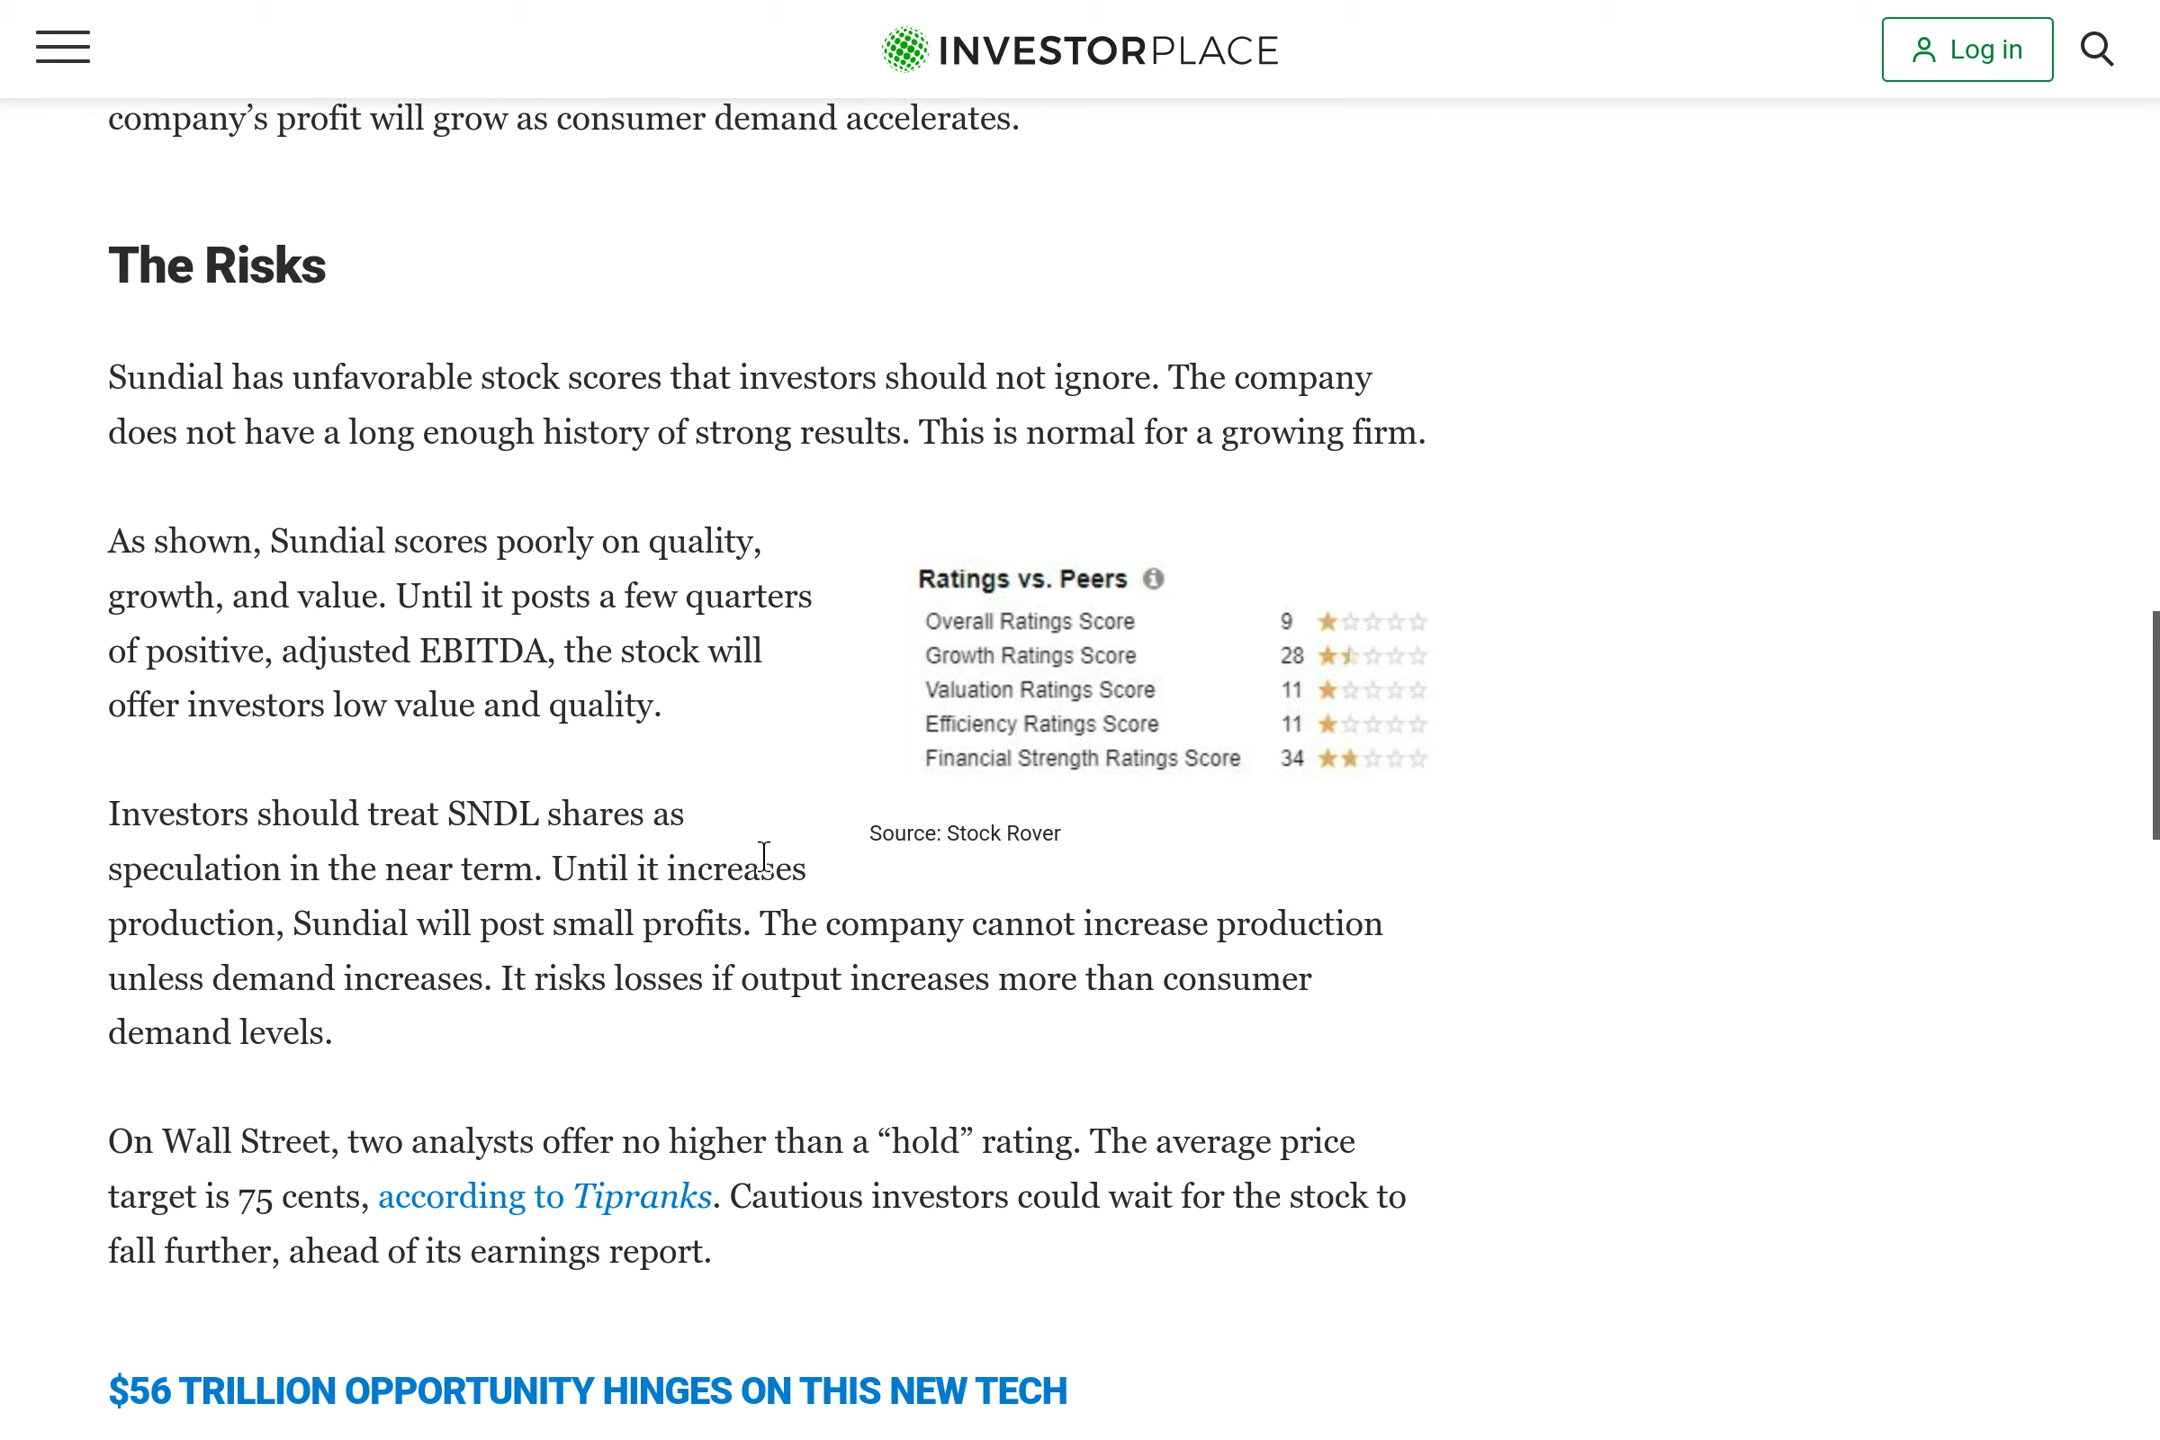 INVESTORPLACE
Log in
company’s profit will grow as consumer demand accelerates.
The Risks
Sundial has unfavorable stock scores that investors should not ignore. The company
does not have a long enough history of strong results. This is normal for a growing firm.
As shown, Sundial scores poorly on quality,
growth, and value. Until it posts a few quarters
of positive, adjusted EBITDA, the stock will
offer investors low value and quality.
Ratings vs. Peers
Overall Ratings Score 9
Growth Ratings Score 28
Valuation Ratings Score 11
Efficiency Ratings Score 11
Financial Strength Ratings Score 34
Source: Stock Rover
Investors should treat SNDL shares as
speculation in the near term. Until it increases
production, Sundial will post small profits. The company cannot increase production
unless demand increases. It risks losses if output increases more than consumer
demand levels.
On Wall Street, two analysts offer no higher than a “hold” rating. The average price
target is 75 cents, according to Tipranks. Cautious investors could wait for the stock to
fall further, ahead of its earnings report.
$56 TRILLION OPPORTUNITY HINGES ON THIS NEW TECH